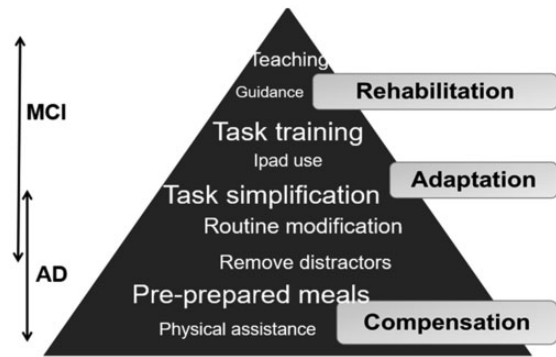 Teaching
Guidance
Rehabilitation
MCI
Task training
Ipad use
Adaptation
Task simplification
Routine modification
Remove distractors
AD
Pre-prepared meals
Compensation
Physical assistance